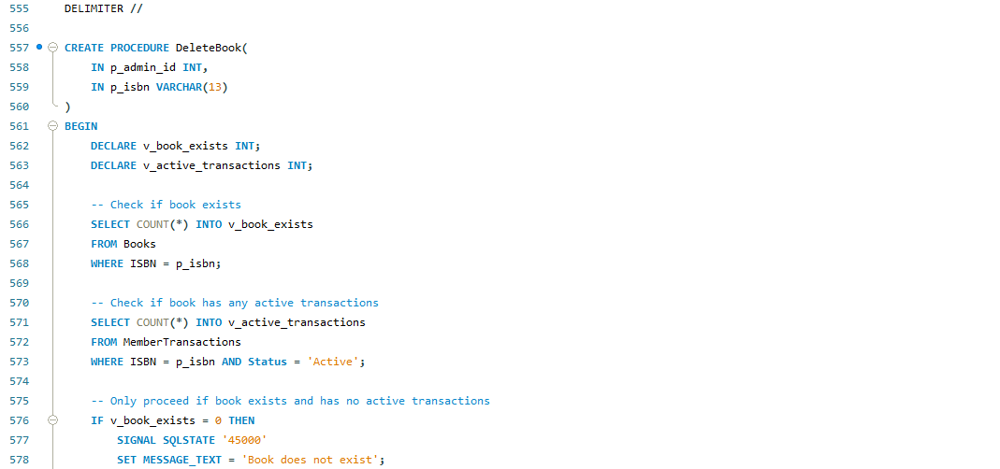 555 DELIMITER //
556
557 CREATE PROCEDURE DeleteBook(
558 IN p_admin_id INT,
559 IN p_isbn VARCHAR(13)
560 )
561 BEGIN
562 DECLARE v_book_exists INT;
563 DECLARE v_active_transactions INT;
564
565 -- Check if book exists
566 SELECT COUNT(*) INTO v_book_exists
567 FROM Books
568 WHERE ISBN = p_isbn;
569
570 -- Check if book has any active transactions
571 SELECT COUNT(*) INTO v_active_transactions
572 FROM MemberTransactions
573 WHERE ISBN = p_isbn AND Status = 'Active';
574
575 -- Only proceed if book exists and has no active transactions
576 IF v_book_exists = 0 THEN
577 SIGNAL SQLSTATE '45000'
578 SET MESSAGE_TEXT = 'Book does not exist';